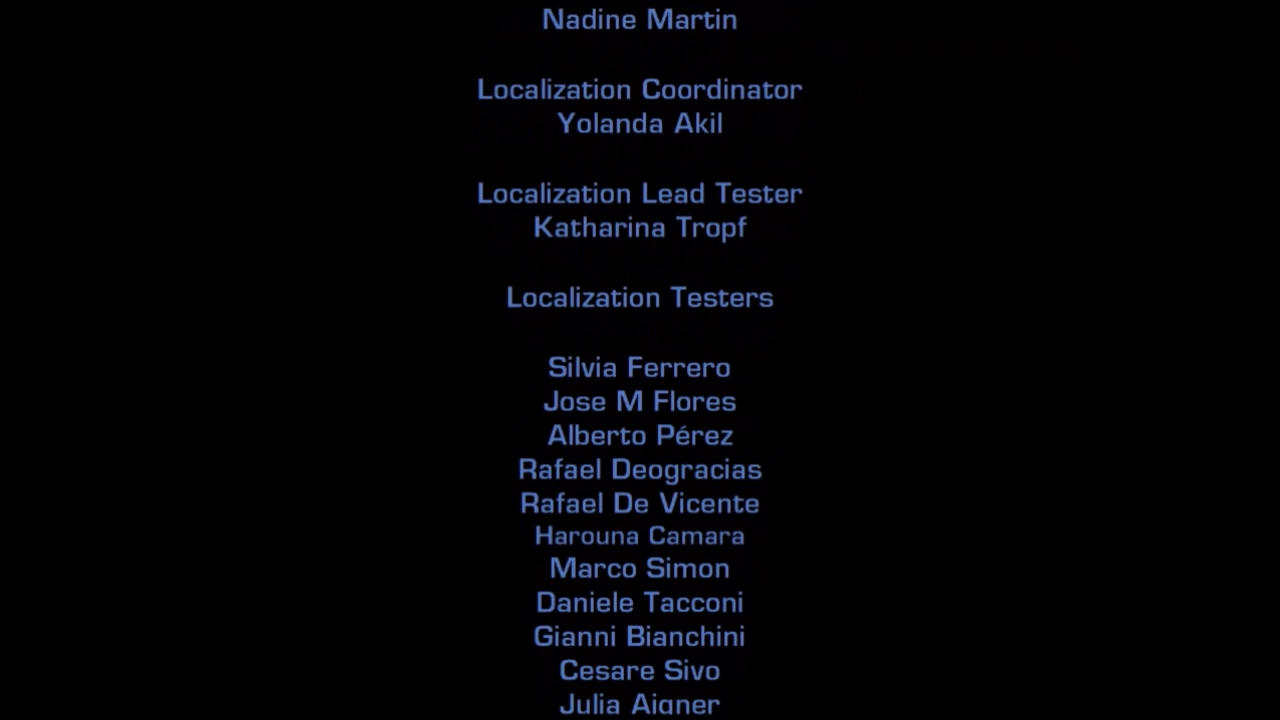 Nadine Martin
Localization Coordinator
Yolanda Akil
Localization Lead Tester
Katharina Tropf
Localization Testers
Silvia Ferrero
Jose M Flores
Alberto Pérez
Rafael Deogracias
Rafael De Vicente
Harouna Camara
Marco Simon
Daniele Tacconi
Gianni Bianchini
Cesare Sivo
Julia Aigner